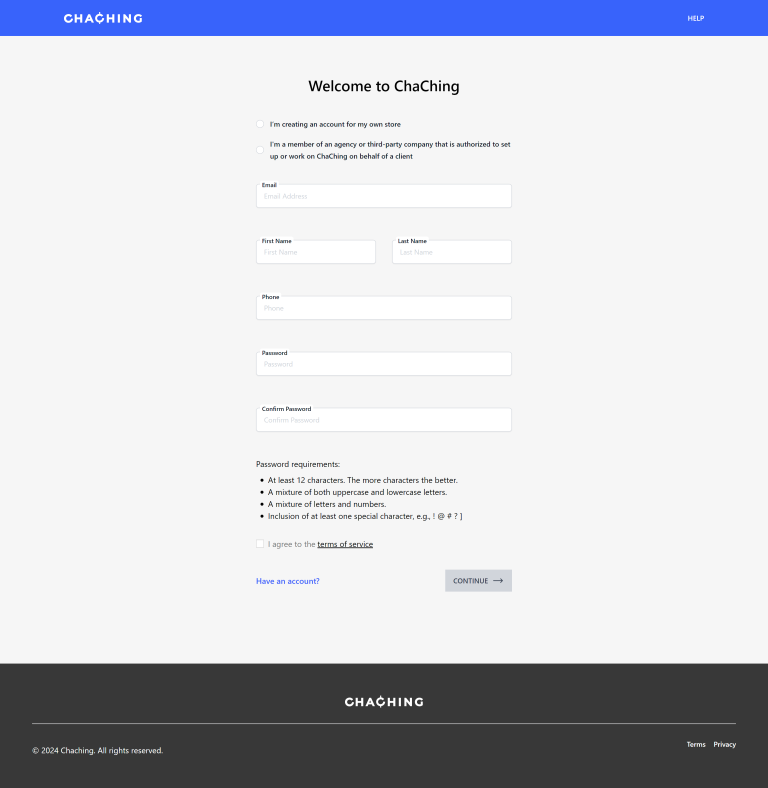 CHACHING
HELP
Welcome to ChaChing
I'm creating an account for my own store
I'm a member of an agency or third-party company that is authorized to set
up or work on ChaChing on behalf of a client
Email
Email Address
First Name
Last Name
First Name
Last Name
Phone
Phone
Password
Password
Confirm Password
Confirm Password
Password requirements:
• At least 12 characters. The more characters the better.
• A mixture of both uppercase and lowercase letters.
• A mixture of letters and numbers.
• Inclusion of at least one special character, e.g., ! @ # ? ]
I agree to the terms of service
Have an account?
CONTINUE →
CHACHING
Terms Privacy
© 2024 Chaching. All rights reserved.